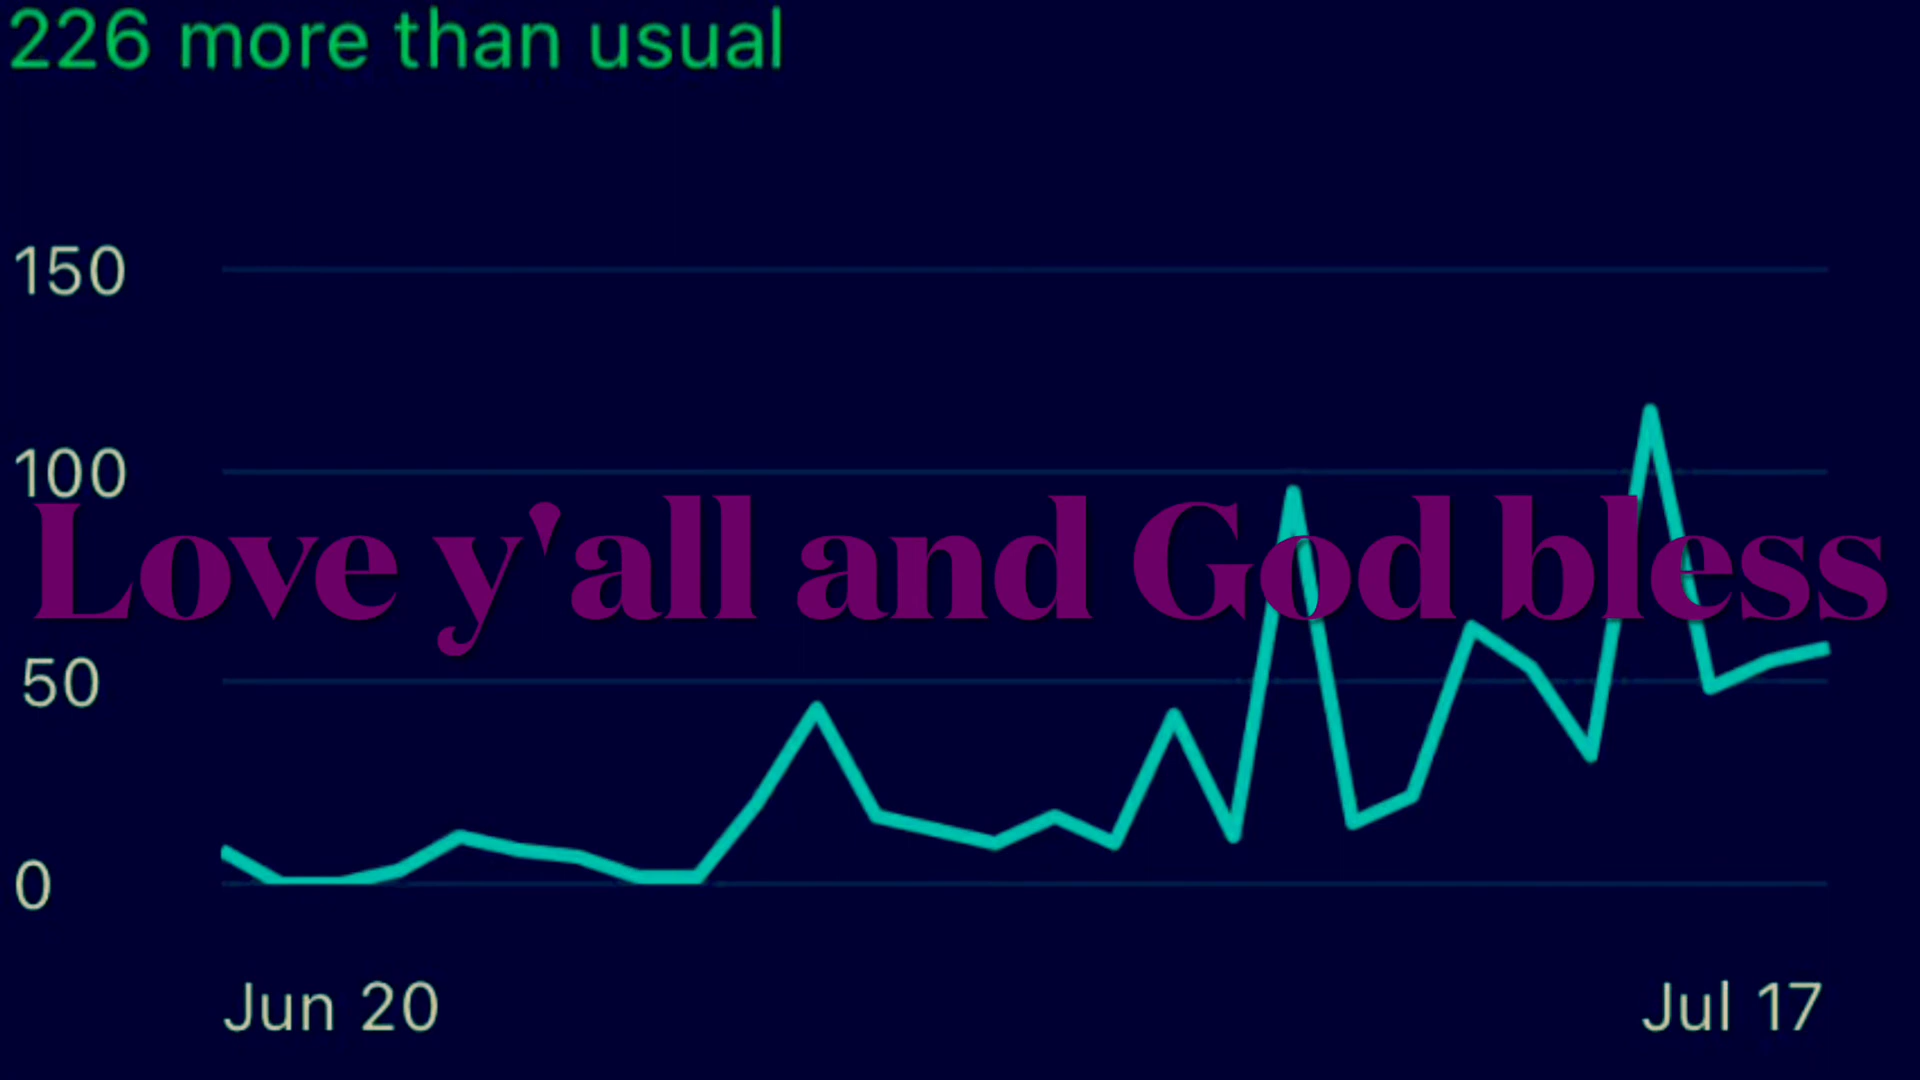 226 more than usual
150
100
Love y'all and God bless
50
0
Jun 20 Jul 17